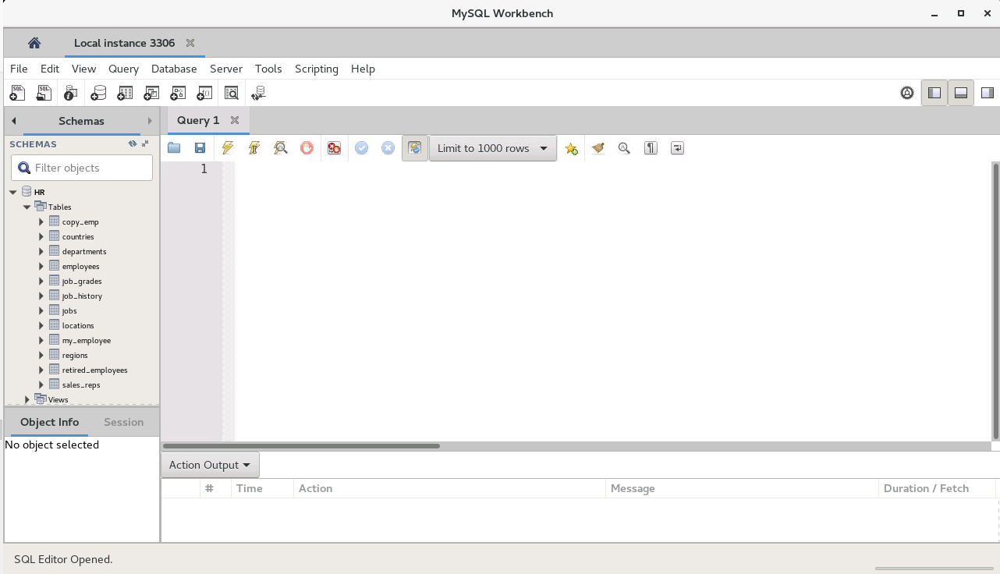 MySQL Workbench
Local instance 3306
File Edit View Query Database Server Tools Scripting Help
SQL SQL
Schemas
SCHEMAS
Filter objects
HR
Tables
copy_emp
countries
departments
employees
job_grades
job_history
jobs
locations
my_employee
regions
retired_employees
sales_reps
Views
Object Info Session
No object selected
Query 1
Limit to 1000 rows
1
Action Output
# Time Action Message Duration / Fetch
SQL Editor Opened.